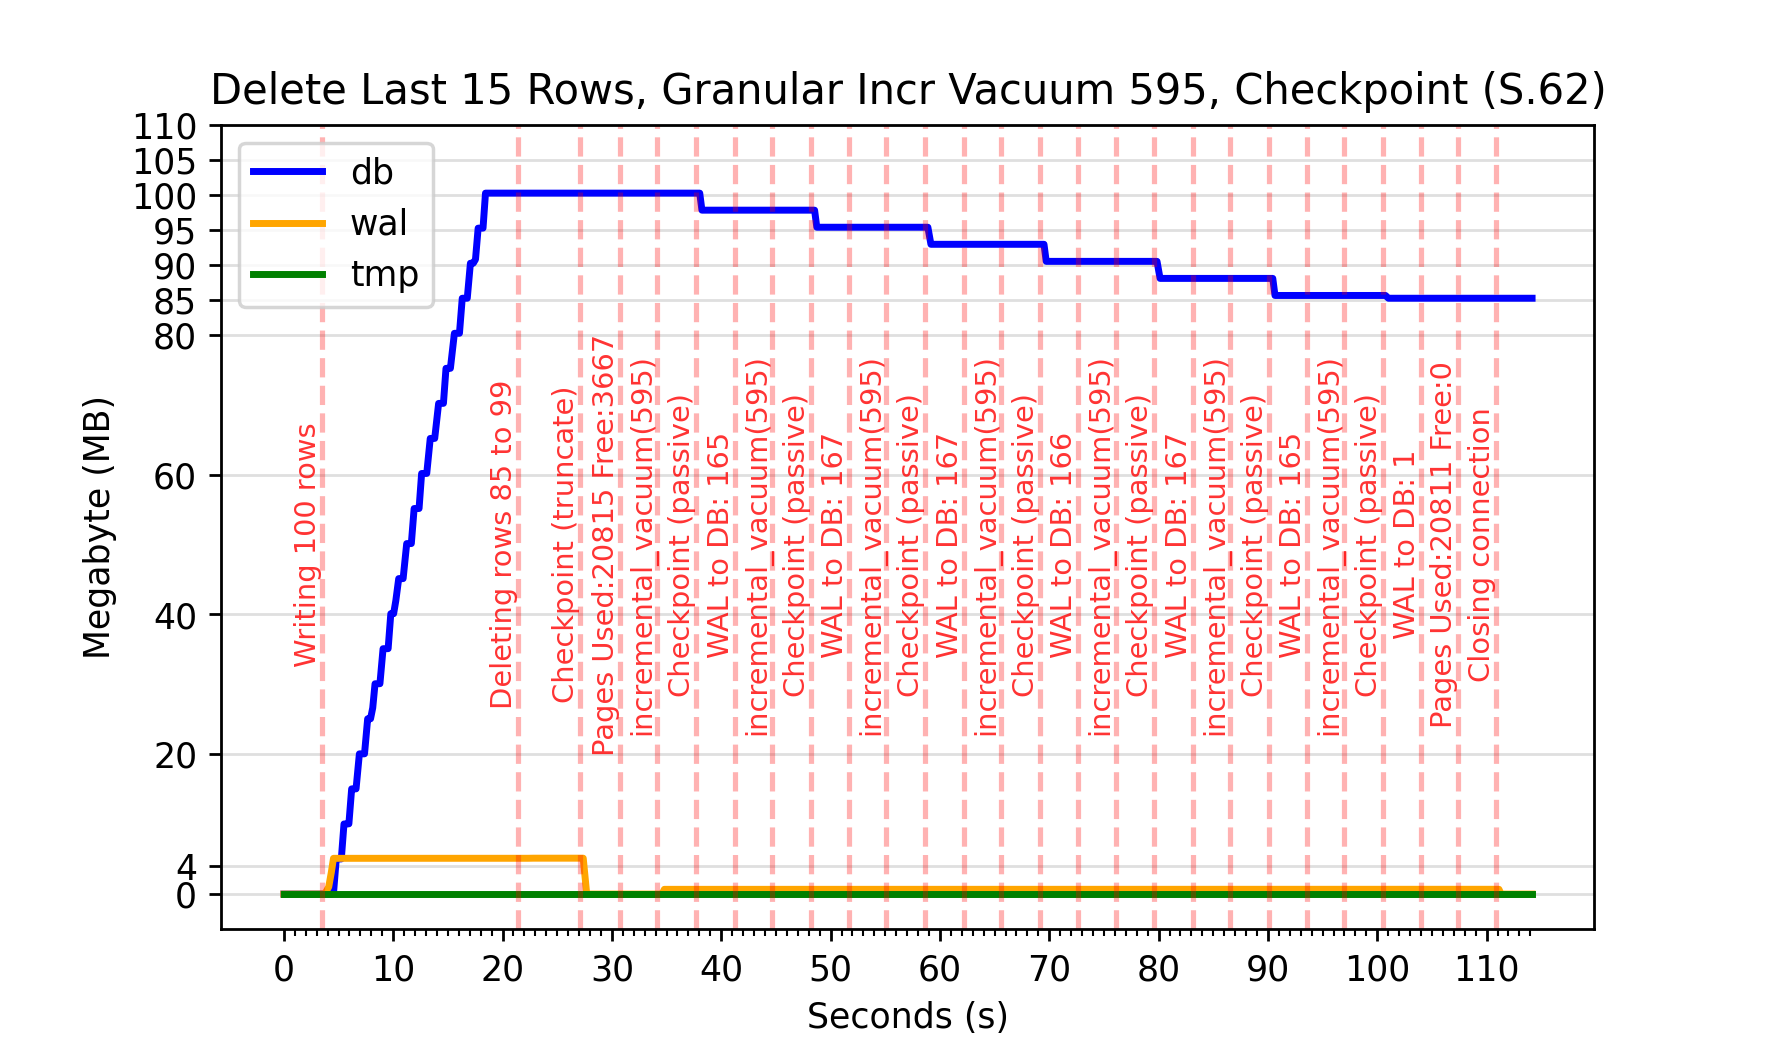 Delete Last 15 Rows, Granular Incr Vacuum 595, Checkpoint (S.62)
110
105
100
95
90
85
80
60
40
20
4
0
Megabyte (MB)
db
wal
tmp
Writing 100 rows
Deleting rows 85 to 99
Checkpoint (truncate)
Pages Used:20815 Free:3667
incremental_vacuum(595)
Checkpoint (passive)
WAL to DB: 165
incremental_vacuum(595)
Checkpoint (passive)
WAL to DB: 167
incremental_vacuum(595)
Checkpoint (passive)
WAL to DB: 167
incremental_vacuum(595)
Checkpoint (passive)
WAL to DB: 166
incremental_vacuum(595)
Checkpoint (passive)
WAL to DB: 167
incremental_vacuum(595)
Checkpoint (passive)
WAL to DB: 165
incremental_vacuum(595)
Checkpoint (passive)
WAL to DB: 1
Pages Used:20811 Free:0
Closing connection
0 10 20 30 40 50 60 70 80 90 100 110
Seconds (s)